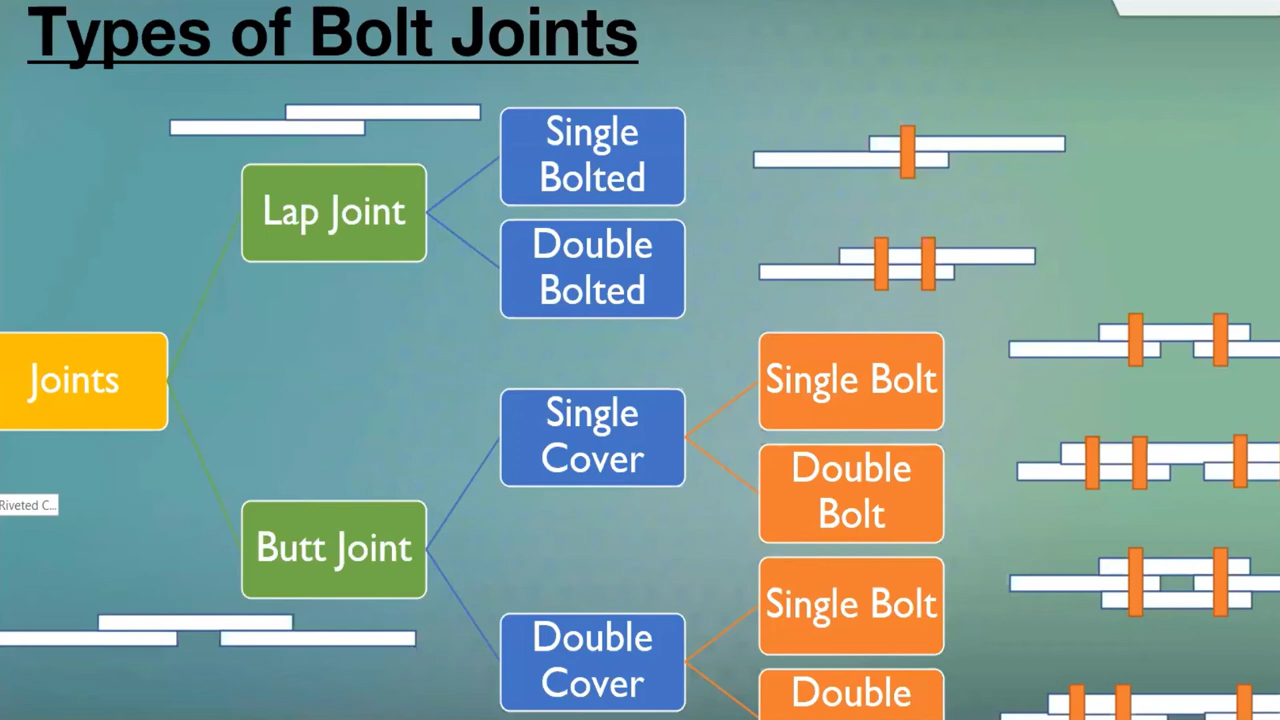 Types of Bolt Joints
Single
Bolted
Lap Joint
Double
Bolted
Joints
Single Bolt
Single
Cover
Double
Bolt
Riveted C...
Butt Joint
Single Bolt
Double
Cover
Double